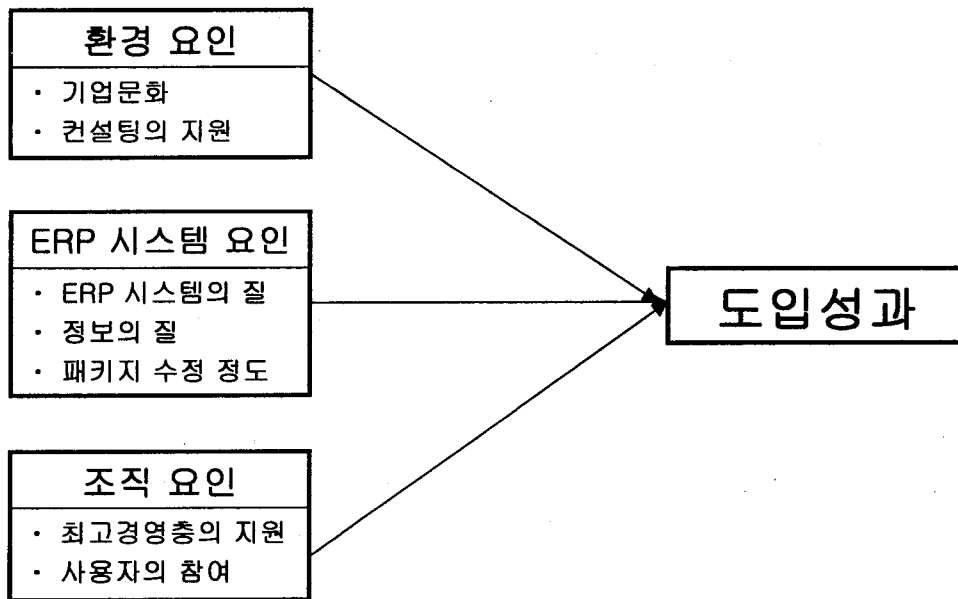 환경 요인
· 기업문화
· 컨설팅의 지원
ERP 시스템 요인
· ERP 시스템의 질
· 정보의 질
· 패키지 수정 정도
도입성과
조직 요인
· 최고경영층의 지원
· 사용자의 참여